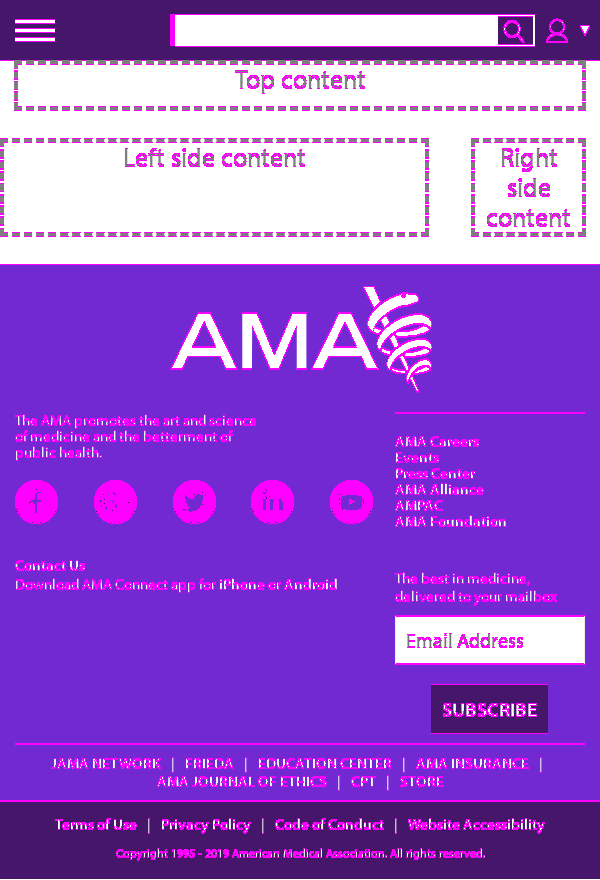 Top content
Left side content
Right
side
content
AMA
The AMA promotes the art and science
of medicine and the betterment of
public health.
AMA Careers
Events
Press Center
AMA Alliance
AMPAC
AMA Foundation
Contact Us
Download AMA Connect app for iPhone or Android
The best in medicine,
delivered to your mailbox
Email Address
SUBSCRIBE
JAMA NETWORK | FRIEDA | EDUCATION CENTER | AMA INSURANCE |
AMA JOURNAL OF ETHICS | CPT | STORE
Terms of Use | Privacy Policy | Code of Conduct | Website Accessibility
Copyright 1995 - 2019 American Medical Association. All rights reserved.